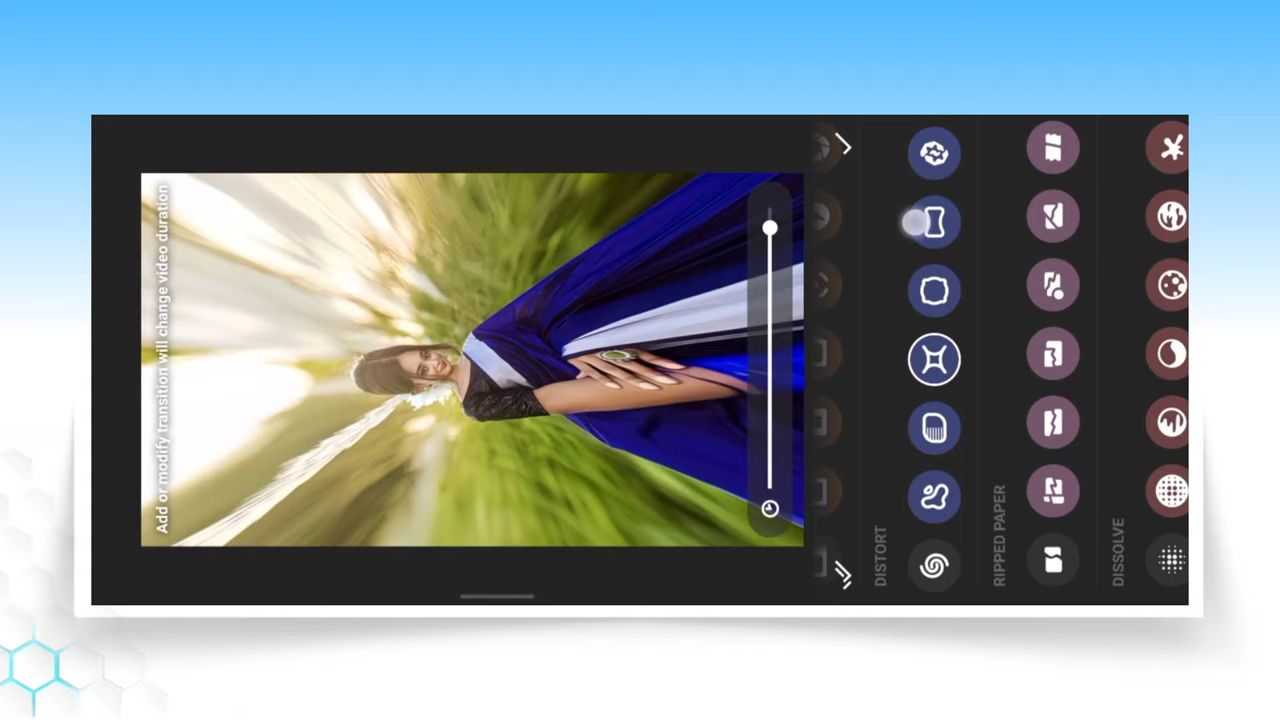 Add or modify transition will change video duration
DISTORT
RIPPED PAPER
DISSOLVE